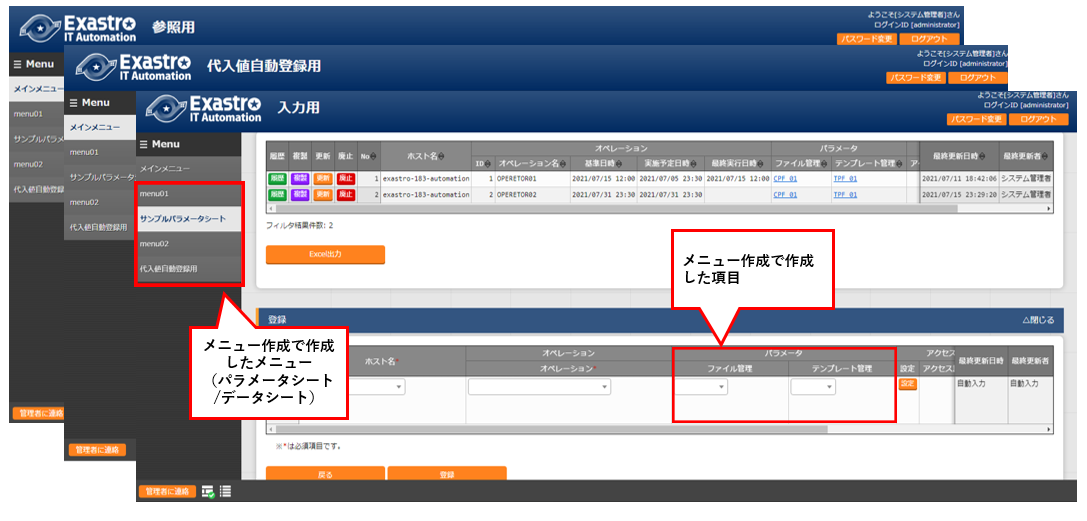 Exastro
IT Automation
参照用
ようこそ[システム管理者]さん
ログインID [administrator]
パスワード変更
ログアウト
Menu
メインメニュー
menu01
サンプルパラメ
menu02
代入値自動登録
管理者に連絡
Exastro
IT Automation
代入値自動登録用
ようこそ[システム管理者]さん
ログインID [administrator]
パスワード変更
ログアウト
Menu
メインメニュー
menu01
サンプルパラメータ
menu02
代入値自動登録用
管理者に連絡
Exastro
IT Automation
入力用
ようこそ[システム管理者]さん
ログインID [administrator]
パスワード変更
ログアウト
Menu
メインメニュー
menu01
サンプルパラメータシート
menu02
代入値自動登録用
オペレーション
パラメータ
履歴 複製 更新 廃止 No ホスト名 ID オペレーション名 基準日時 実施予定日時 最終実行日時 ファイル管理 テンプレート管理 ア 最終更新日時 最終更新者
履歴 複製 更新 廃止 1 exastro-183-automation 1 OPERETOR01 2021/07/15 12:00 2021/07/05 23:30 2021/07/15 12:00 CPF_01 TPF_01 2021/07/11 18:42:06 システム管理者
履歴 複製 更新 廃止 2 exastro-183-automation 2 OPERETOR02 2021/07/31 23:30 2021/07/31 23:30 CPF_01 TPF_01 2021/07/15 23:29:20 システム管理者
フィルタ結果件数: 2
Excel出力
メニュー作成で作成
した項目
登録
△閉じる
メニュー作成で作成
したメニュー
（パラメータシート
/データシート）
ホスト名*
オペレーション
パラメータ
アクセス
オペレーション*
ファイル管理
テンプレート管理
設定
アクセス
最終更新日時
最終更新者
設定
自動入力
自動入力
※*は必須項目です。
戻る
登録
管理者に連絡